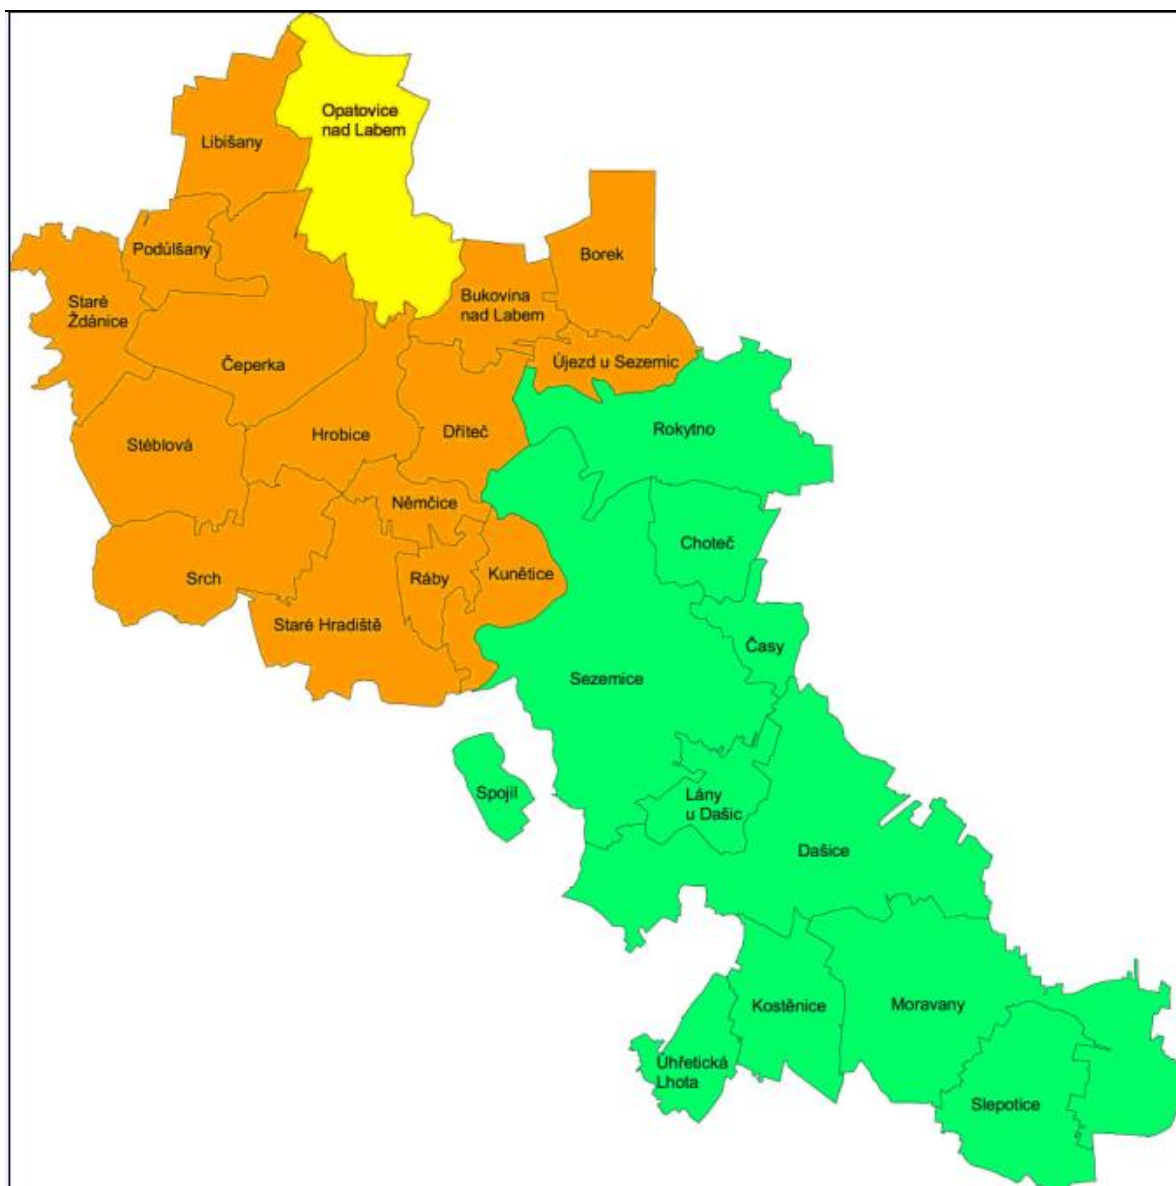 Opatovice
nad Labem
Libišany
Podůlšany
Borek
Staré
Ždánice
Bukovina
nad Labem
Čeperka
Újezd u Sezemic
Stéblová
Hrobice
Dříteč
Rokytno
Němčice
Choteč
Srch
Ráby
Kunětice
Staré Hradiště
Časy
Sezemice
Spojil
Lány
u Dašic
Dašice
Kostěnice
Moravany
Úhřetická
Lhota
Slepotice